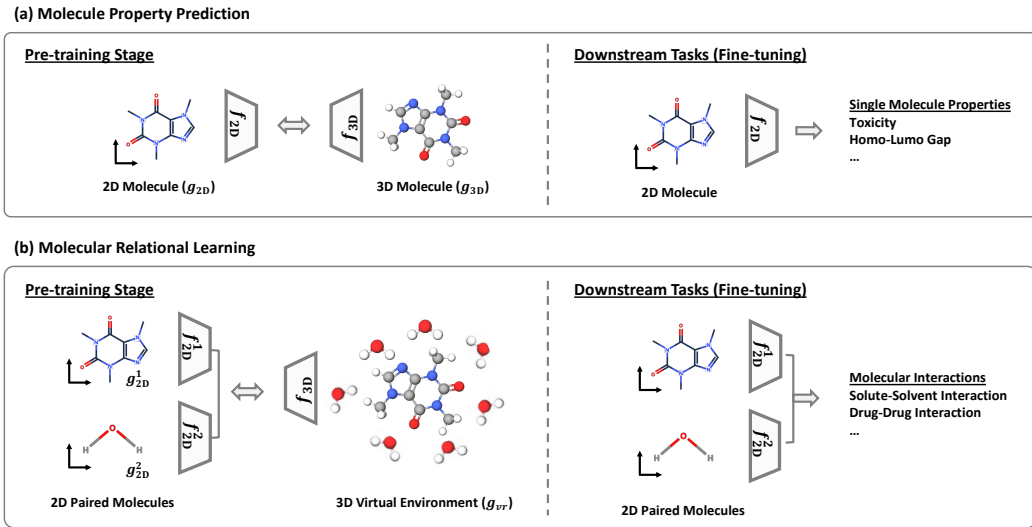 (a) Molecule Property Prediction
Pre-training Stage
f2D
f3D
2D Molecule (g2D)
3D Molecule (g3D)
Downstream Tasks (Fine-tuning)
f2D
2D Molecule
Single Molecule Properties
Toxicity
Homo-Lumo Gap
...
(b) Molecular Relational Learning
Pre-training Stage
f¹2D
g¹2D
f²2D
O
H H
g²2D
2D Paired Molecules
f3D
3D Virtual Environment (gvr)
Downstream Tasks (Fine-tuning)
f¹2D
f²2D
O
H H
2D Paired Molecules
Molecular Interactions
Solute-Solvent Interaction
Drug-Drug Interaction
...